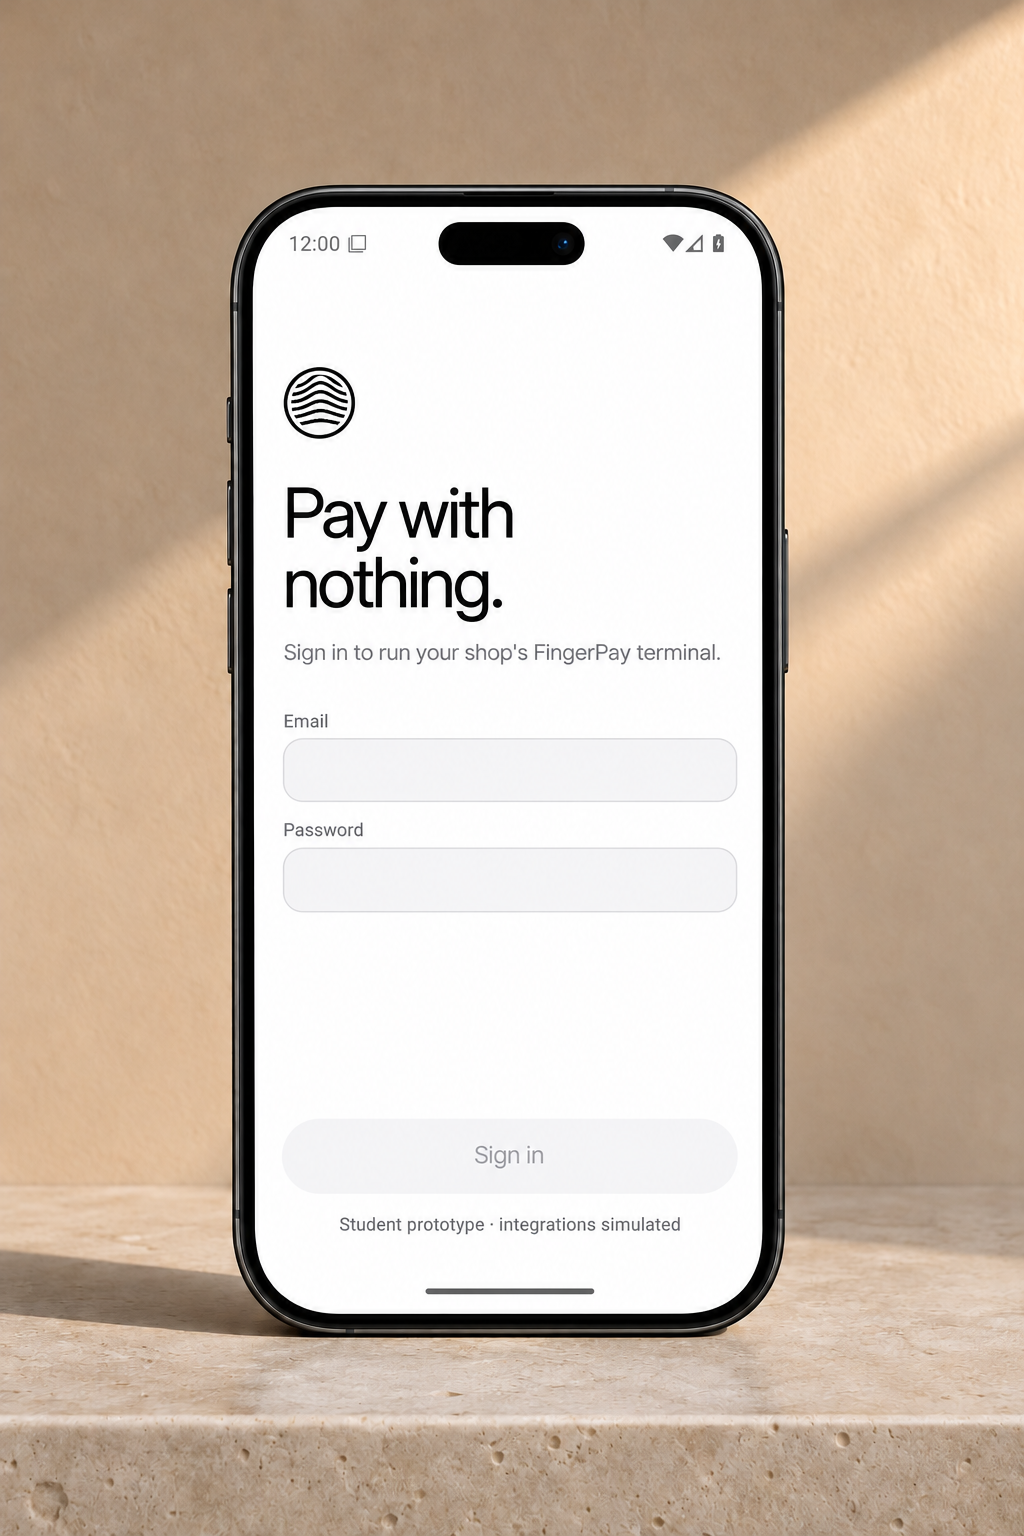 12:00
Pay with
nothing.
Sign in to run your shop's FingerPay terminal.
Email
Password
Sign in
Student prototype · integrations simulated